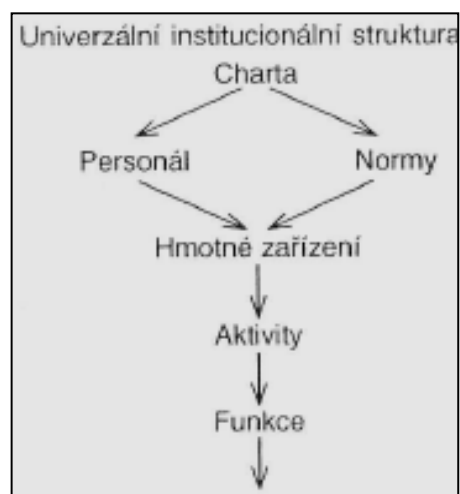 Univerzální institucionální struktura
Charta
Personál Normy
Hmotné zařízení
Aktivity
Funkce